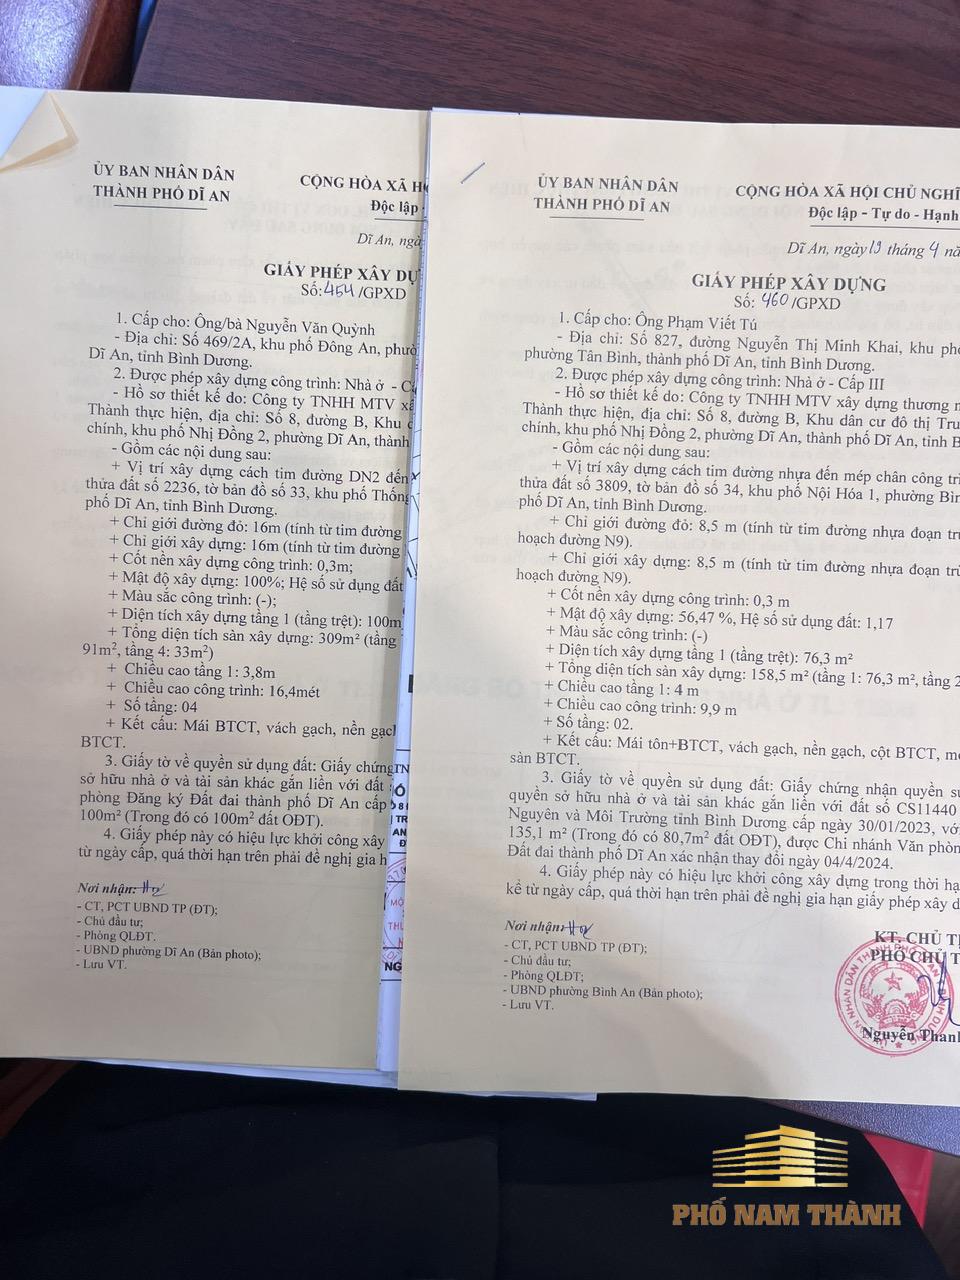 ỦY BAN NHÂN DÂN
THÀNH PHỐ DĨ AN
CỘNG HÒA XÃ
Độc lập -
Dĩ An,
GIẤY PHÉP XÂY
Số: 454 /GPXD
1. Cấp cho: Ông/bà Nguyễn Văn Quỳnh
- Địa chỉ: Số 469/2A, khu phố Đông An,
Dĩ An, tỉnh Bình Dương.
2. Được phép xây dựng công trình: Nhà ở -
- Hồ sơ thiết kế do: Công ty TNHH MTV
Thành thực hiện, địa chỉ: Số 8, đường B, Khu
chính, khu phố Nhị Đồng 2, phường Dĩ An, thành
- Gồm các nội dung sau:
+ Vị trí xây dựng cách tim đường DN2 đến
thửa đất số 2236, tờ bản đồ số 33, khu phố Thống
phố Dĩ An, tỉnh Bình Dương.
+ Chỉ giới đường đỏ: 16m (tính từ tim đường
+ Chỉ giới xây dựng: 16m (tính từ tim đường
+ Cốt nền xây dựng công trình: 0,3m;
+ Mật độ xây dựng: 100%; Hệ số sử dụng đất
+ Màu sắc công trình: (-);
+ Diện tích xây dựng tầng 1 (tầng trệt): 100m
+ Tổng diện tích sàn xây dựng: 309m² (tầng
91m², tầng 4: 33m²)
+ Chiều cao tầng 1: 3,8m
+ Chiều cao công trình: 16,4mét
+ Số tầng: 04
+ Kết cấu: Mái BTCT, vách gạch, nền
BTCT.
3. Giấy tờ về quyền sử dụng đất: Giấy chứng
sở hữu nhà ở và tài sản khác gắn liền với đất
phòng Đăng ký Đất đai thành phố Dĩ An cấp
100m² (Trong đó có 100m² đất ODT).
4. Giấy phép này có hiệu lực khởi công xây
từ ngày cấp, quá thời hạn trên phải đề nghị gia
Nơi nhận:
- CT, PCT UBND TP (ĐT);
- Chủ đầu tư;
- Phòng QLĐT.
- UBND phường Dĩ An (Bản photo);
- Lưu VT.
ỦY BAN NHÂN DÂN
THÀNH PHỐ DĨ AN
CỘNG HÒA XÃ HỘI CHỦ
Độc lập - Tự do - Hạnh
Dĩ An, ngày 19 tháng 4
GIẤY PHÉP XÂY DỰNG
Số: 460 /GPXD
1. Cấp cho: Ông Phạm Viết Tú
- Địa chỉ: Số 827, đường Nguyễn Thị Minh Khai, khu
phường Tân Bình, thành phố Dĩ An, tỉnh Bình Dương.
2. Được phép xây dựng công trình: Nhà ở - Cấp III
- Hồ sơ thiết kế do: Công ty TNHH MTV xây dựng thương
Thành thực hiện, địa chỉ: Số 8, đường B, Khu dân cư đô thị
chính, khu phố Nhị Đồng 2, phường Dĩ An, thành phố Dĩ An, tỉnh
- Gồm các nội dung sau:
+ Vị trí xây dựng cách tim đường nhựa đến mép chân công
thửa đất số 3809, tờ bản đồ số 34, khu phố Nội Hóa 1, phường
phố Dĩ An, tỉnh Bình Dương.
+ Chỉ giới đường đỏ: 8,5 m (tính từ tim đường nhựa đoạn
hoạch đường N9).
+ Chỉ giới xây dựng: 8,5 m (tính từ tim đường nhựa đoạn
hoạch đường N9).
+ Cốt nền xây dựng công trình: 0,3 m
+ Mật độ xây dựng: 56,47 %, Hệ số sử dụng đất: 1,17
+ Màu sắc công trình: (-)
+ Diện tích xây dựng tầng 1 (tầng trệt): 76,3 m²
+ Tổng diện tích sàn xây dựng: 158,5 m² (tầng 1: 76,3 m², tầng 2
+ Chiều cao tầng 1: 4 m
+ Chiều cao công trình: 9,9 m
+ Số tầng: 02.
+ Kết cấu: Mái tôn+BTCT, vách gạch, nền gạch, cột BTCT,
sàn BTCT.
3. Giấy tờ về quyền sử dụng đất: Giấy chứng nhận quyền
quyền sở hữu nhà ở và tài sản khác gắn liền với đất số CS11440
Nguyên và Môi Trường tỉnh Bình Dương cấp ngày 30/01/2023,
135,1 m² (Trong đó có 80,7m² đất ODT), được Chi nhánh Văn
Đất đai thành phố Dĩ An xác nhận thay đổi ngày 04/4/2024.
4. Giấy phép này có hiệu lực khởi công xây dựng trong thời
kể từ ngày cấp, quá thời hạn trên phải đề nghị gia hạn giấy phép xây
Nơi nhận:
- CT, PCT UBND TP (ĐT);
- Chủ đầu tư;
- Phòng QLĐT;
- UBND phường Bình An (Bản photo);
- Lưu VT.
KT. CHỦ
PHÓ CHỦ
Nguyễn Thanh
PHỐ NAM THÀNH